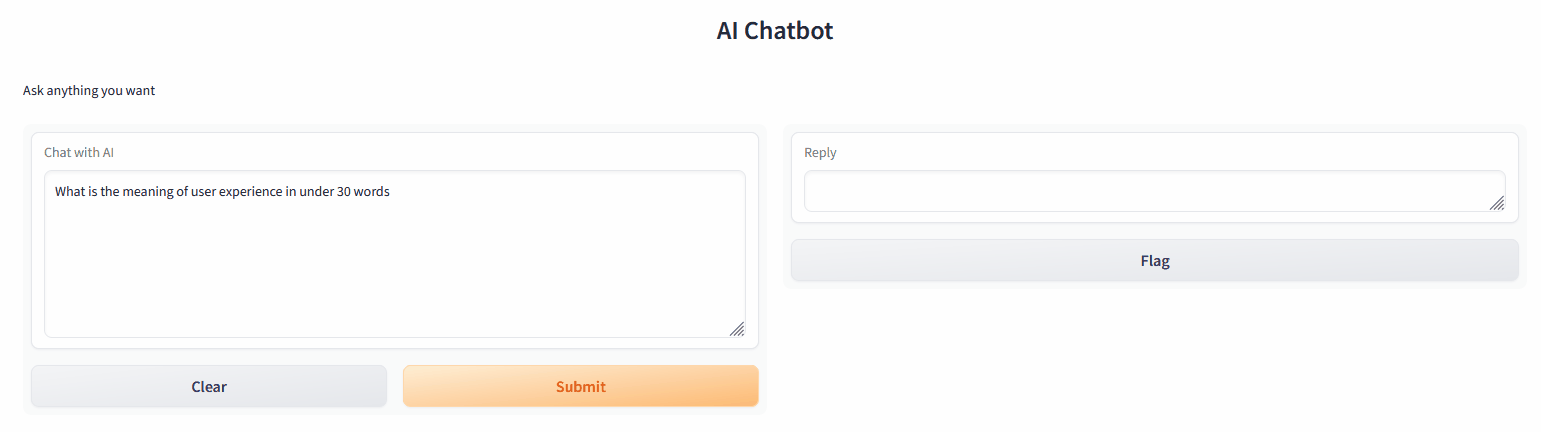 AI Chatbot
Ask anything you want
Chat with AI
What is the meaning of user experience in under 30 words
Clear
Submit
Reply
Flag